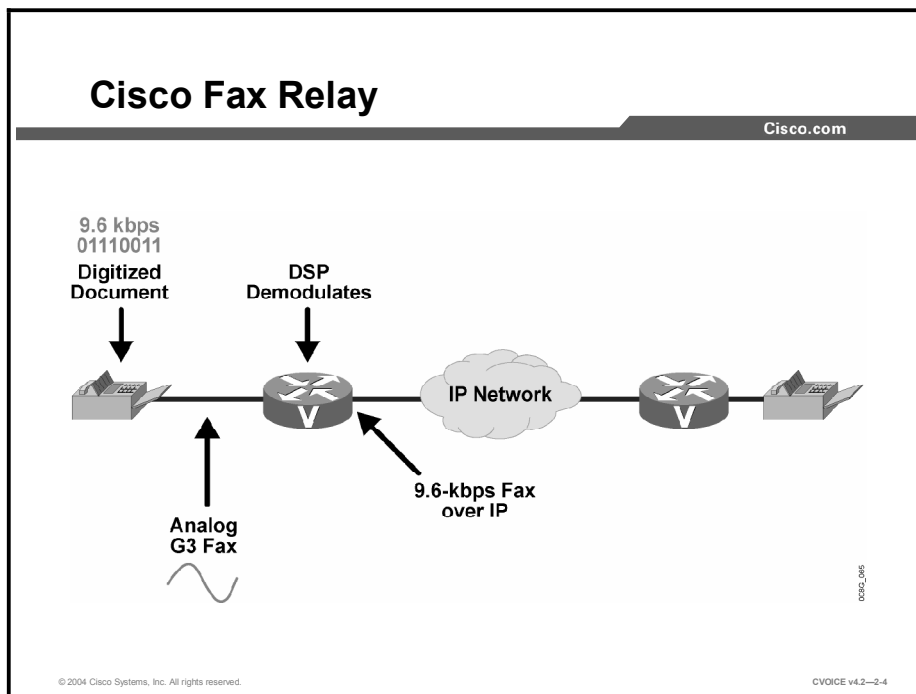 Cisco Fax Relay
Cisco.com
9.6 kbps
01110011
Digitized
Document
DSP
Demodulates
IP Network
V
V
9.6-kbps Fax
over IP
Analog
G3 Fax
OC8G_065
© 2004 Cisco Systems, Inc. All rights reserved.
CVOICE v4.2—2-4